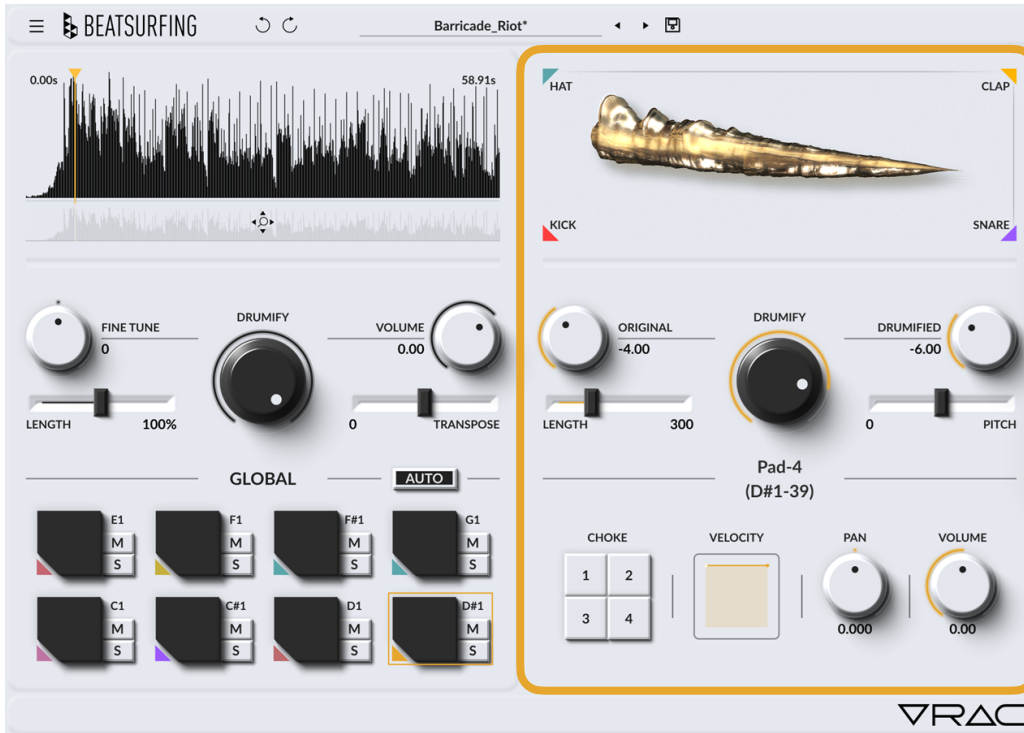 BEATSURFING
Barricade_Riot*
0.00s
58.91s
HAT
CLAP
KICK
SNARE
FINE TUNE
0
DRUMIFY
VOLUME
0.00
LENGTH
100%
0
TRANSPOSE
ORIGINAL
-4.00
DRUMIFY
DRUMIFIED
-6.00
LENGTH
300
0
PITCH
GLOBAL
AUTO
E1
M
S
F1
M
S
F#1
M
S
G1
M
S
C1
M
S
C#1
M
S
D1
M
S
D#1
M
S
Pad-4
(D#1-39)
CHOKE
1 2
3 4
VELOCITY
PAN
0.000
VOLUME
0.00